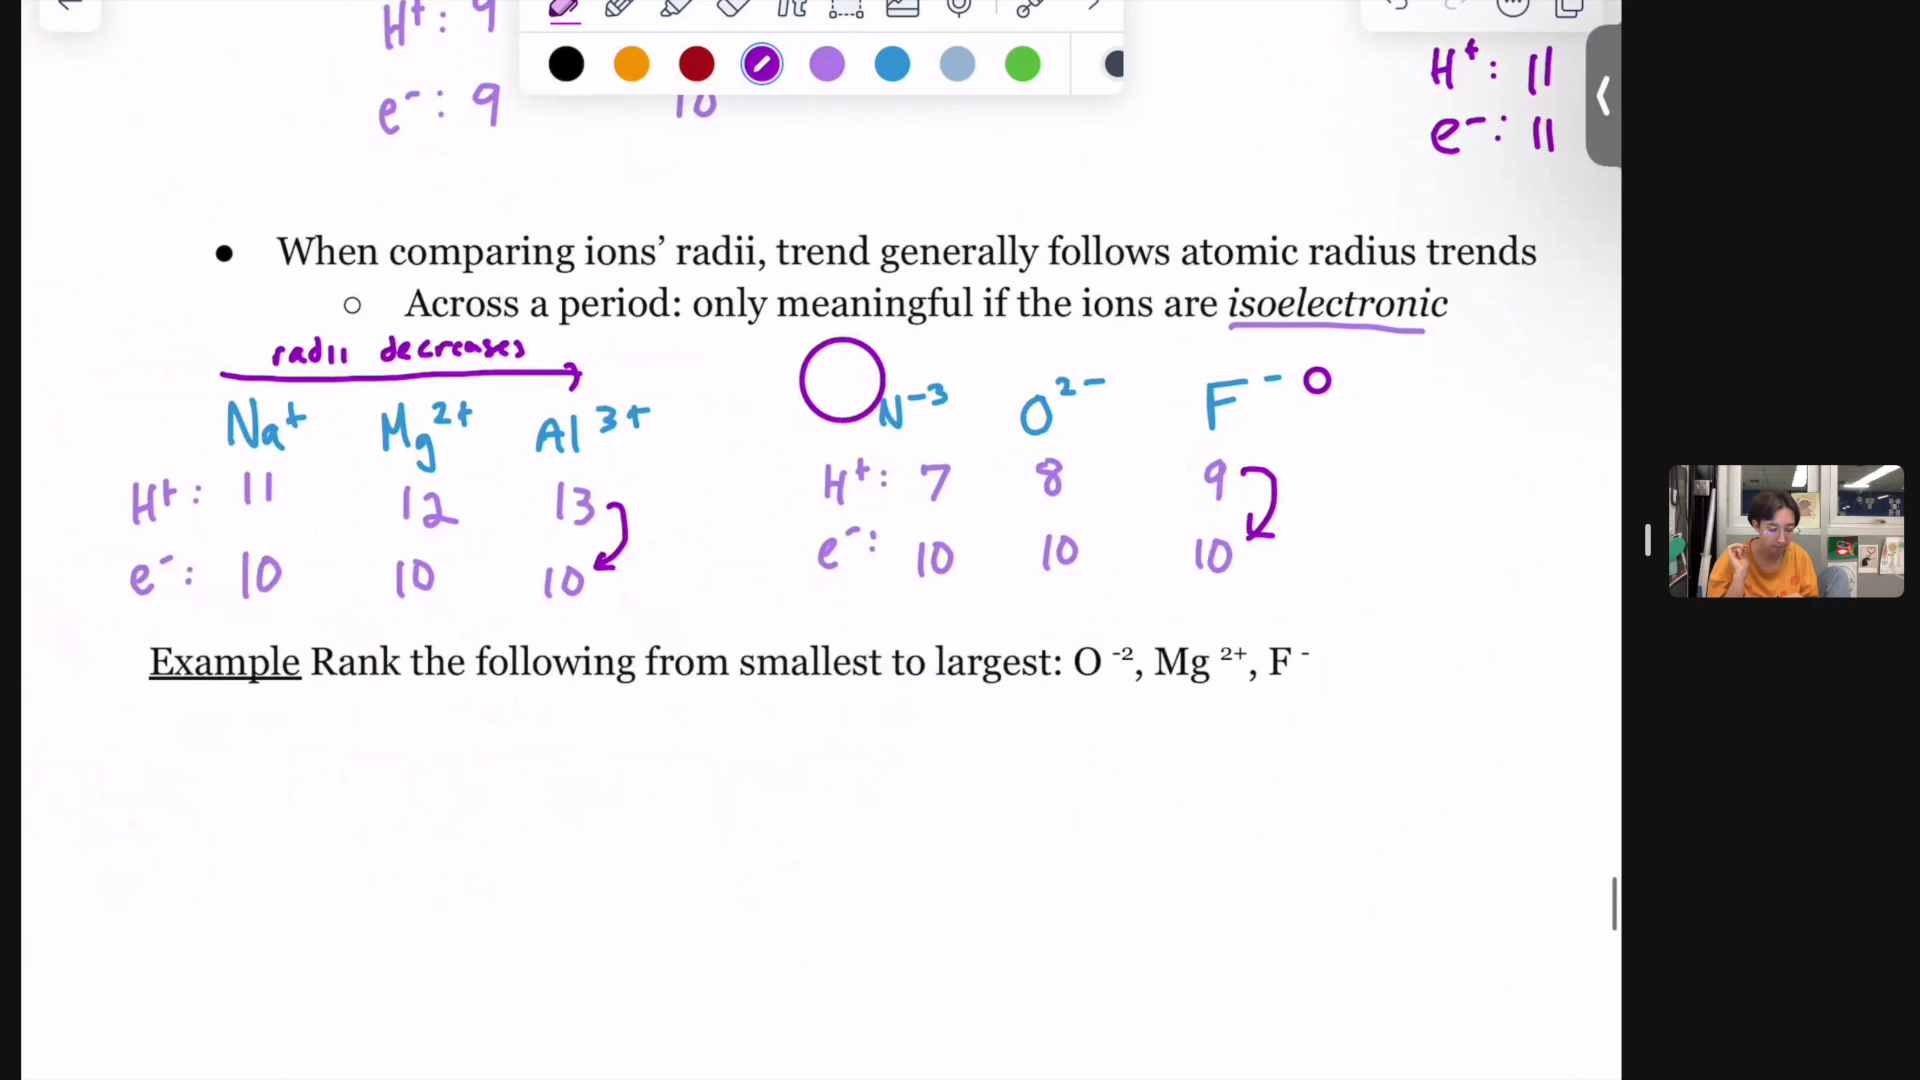 H⁺: 9
e⁻: 9 10
H⁺: 11
e⁻: 11
● When comparing ions’ radii, trend generally follows atomic radius trends
○ Across a period: only meaningful if the ions are isoelectronic
radii decreases
Na⁺ Mg²⁺ Al³⁺
H⁺: 11 12 13
e⁻: 10 10 10
N⁻³ O²⁻ F⁻
H⁺: 7 8 9
e⁻: 10 10 10
Example Rank the following from smallest to largest: O ⁻², Mg ²⁺, F ⁻